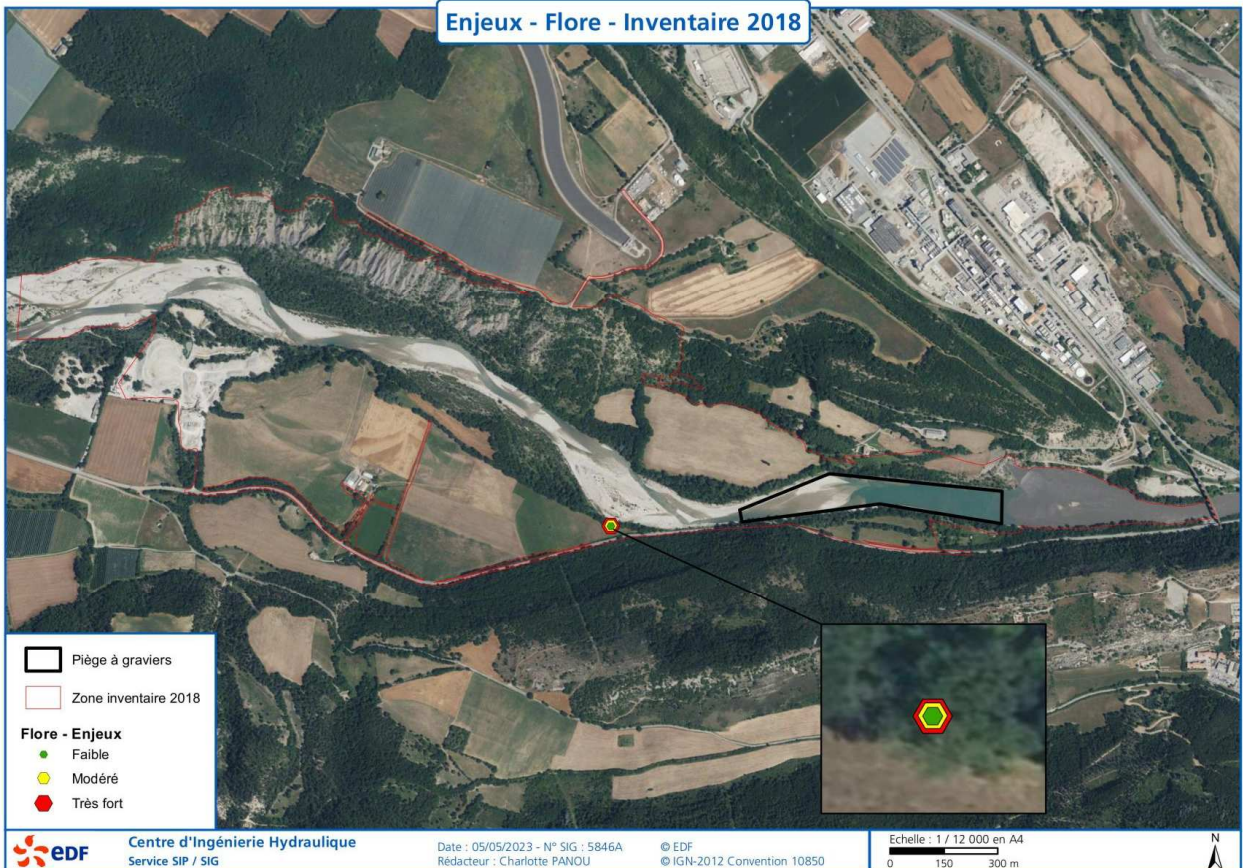 Enjeux - Flore - Inventaire 2018
Piège à graviers
Zone inventaire 2018
Flore - Enjeux
Faible
Modéré
Très fort
edf
Centre d'Ingénierie Hydraulique
Service SIP / SIG
Date : 05/05/2023 - N° SIG : 5846A
Rédacteur : Charlotte PANOU
© EDF
© IGN-2012 Convention 10850
Echelle : 1 / 12 000 en A4
0 150 300 m
N